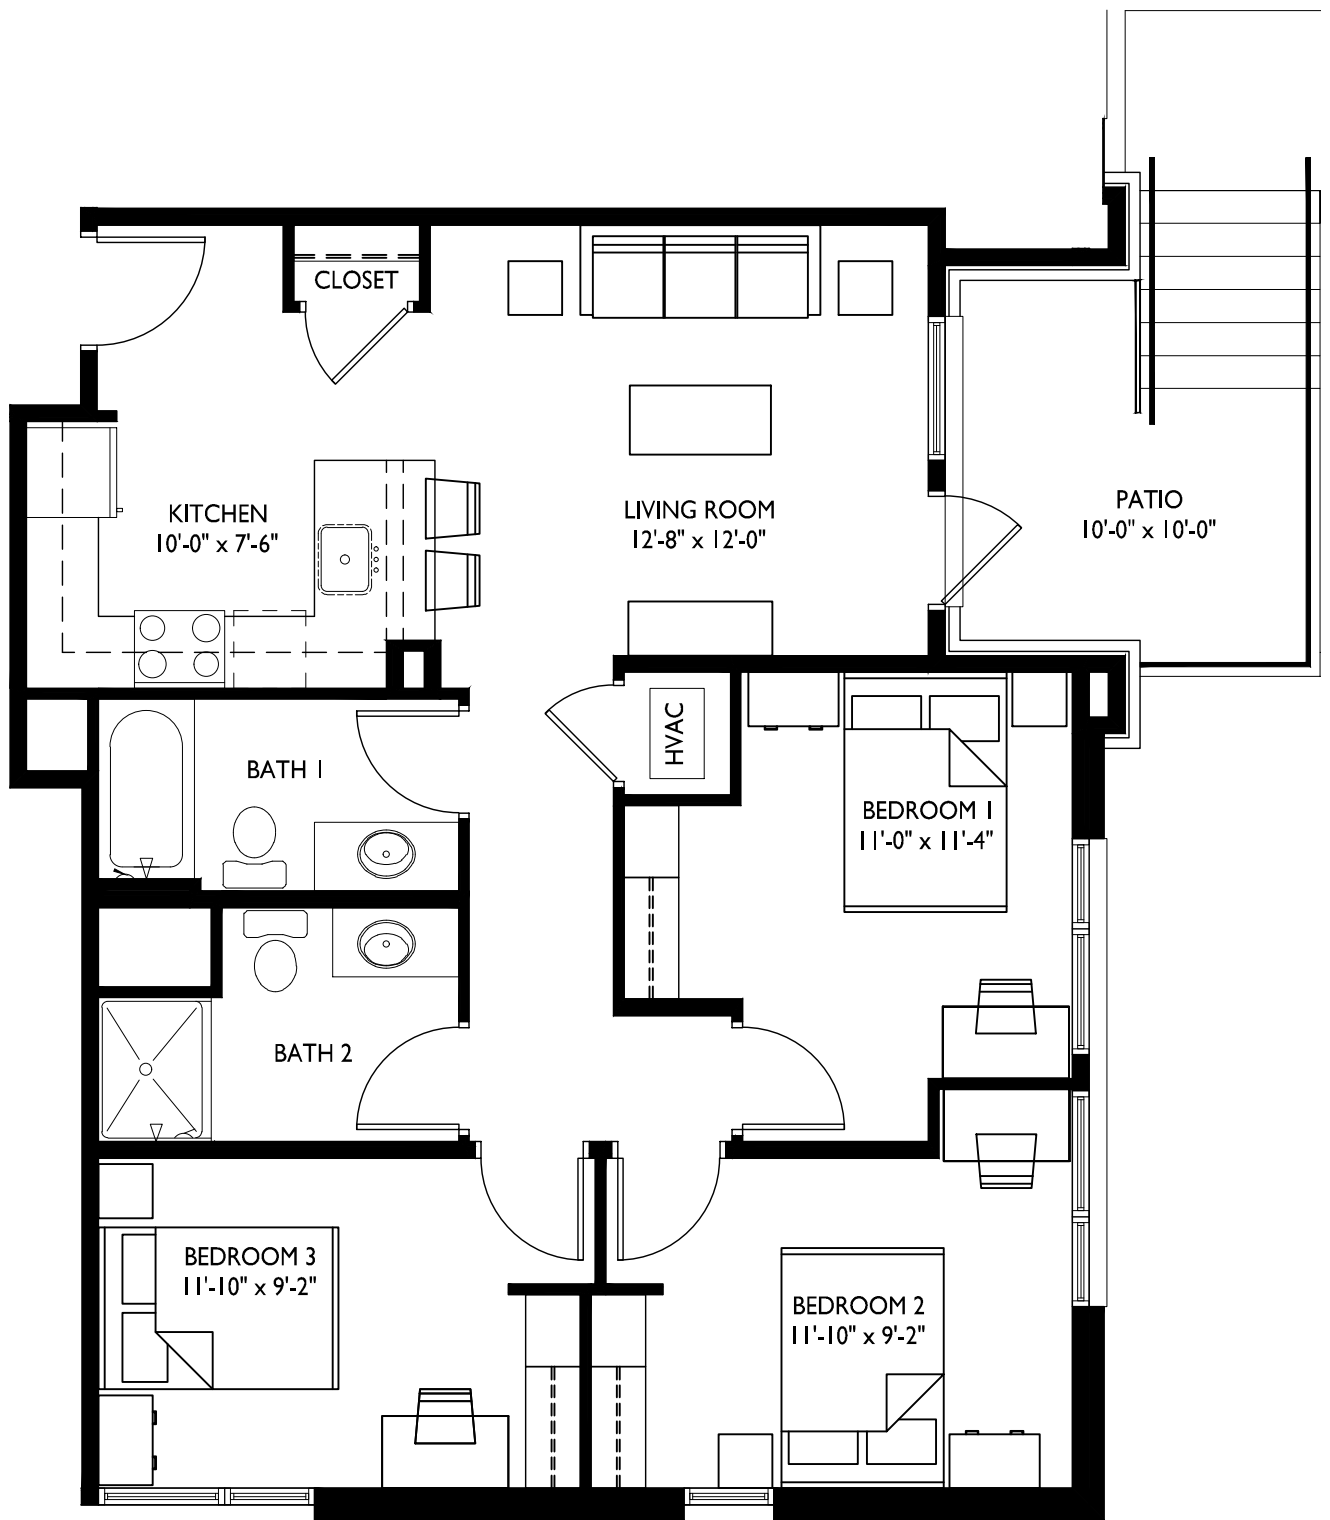 CLOSET
KITCHEN
10'-0" x 7'-6"
LIVING ROOM
12'-8" x 12'-0"
PATIO
10'-0" x 10'-0"
HVAC
BATH 1
BEDROOM 1
11'-0" x 11'-4"
BATH 2
BEDROOM 3
11'-10" x 9'-2"
BEDROOM 2
11'-10" x 9'-2"